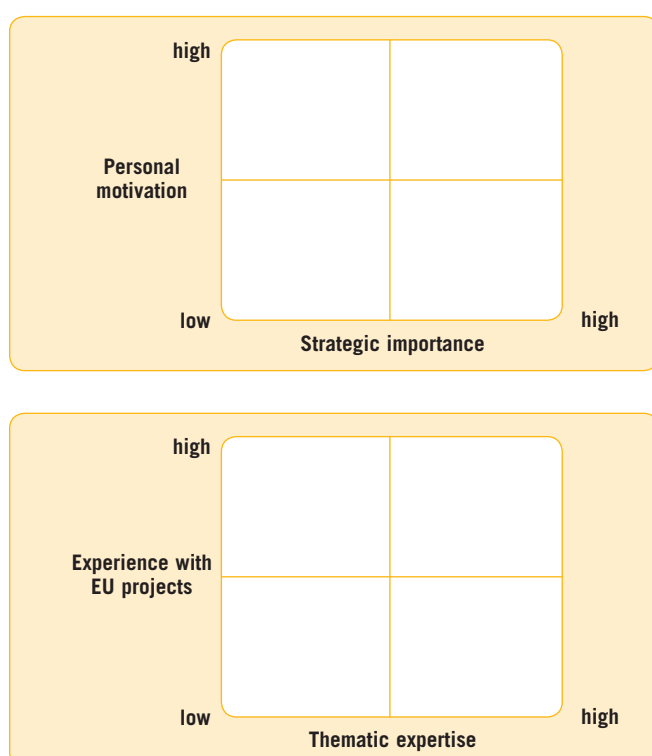 high
Personal
motivation
low
high
Strategic importance
high
Experience with
EU projects
low
high
Thematic expertise